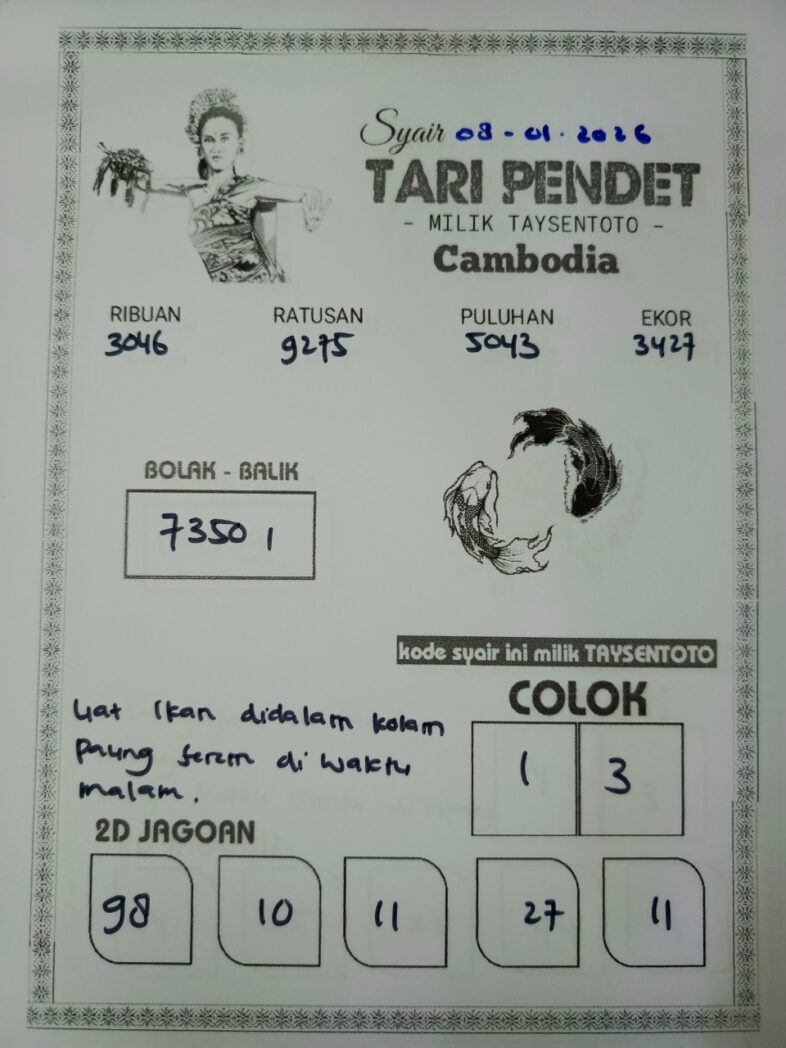 Syair 08-01-2026
TARI PENDET
- MILIK TAYSENTOTO -
Cambodia
RIBUAN RATUSAN PULUHAN EKOR
3046 9275 5043 3427
BOLAK - BALIK
73501
kode syair ini milik TAYSENTOTO
COLOK
1 3
Liat Ikan didalam kolam
paling serem di waktu
malam.
2D JAGOAN
98 10 11 27 11